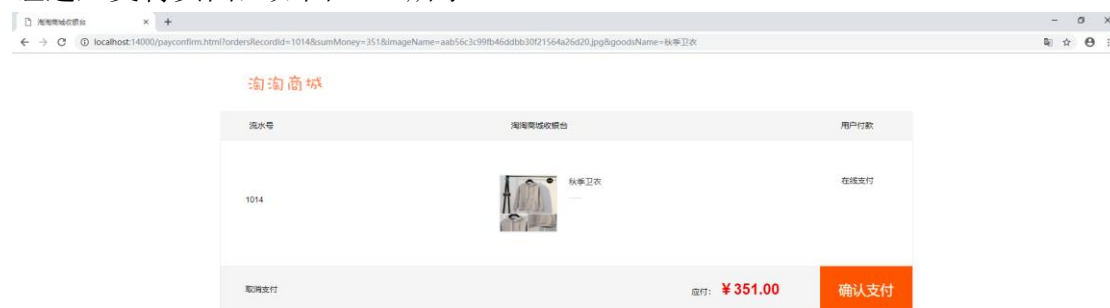 淘淘商城收银台
localhost:14000/payconfirm.html?ordersRecordId=1014&sumMoney=351&imageName=aab56c3c99fb46ddbb30f21564a26d20.jpg&goodsName=秋季卫衣
淘淘商城
流水号 淘淘商城收银台 用户付款
秋季卫衣 在线支付
1014
取消支付 应付: ¥351.00 确认支付